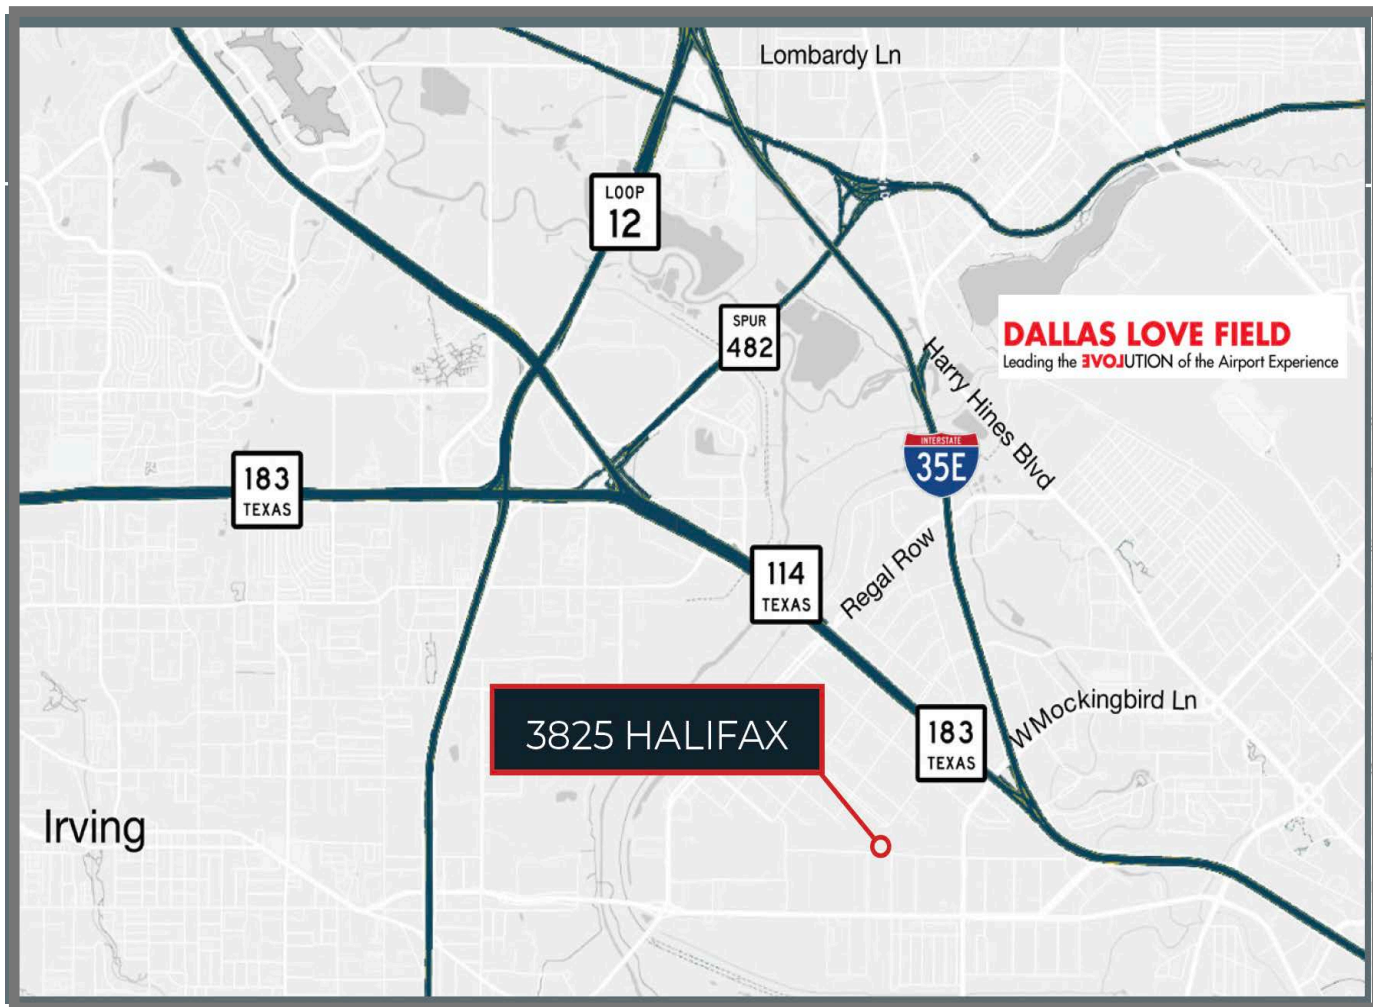 Lombardy Ln
LOOP
12
SPUR
482
DALLAS LOVE FIELD
Leading the EVOLUTION of the Airport Experience
Harry Hines Blvd
INTERSTATE
35E
183
TEXAS
114
TEXAS
Regal Row
3825 HALIFAX
183
TEXAS
W Mockingbird Ln
Irving